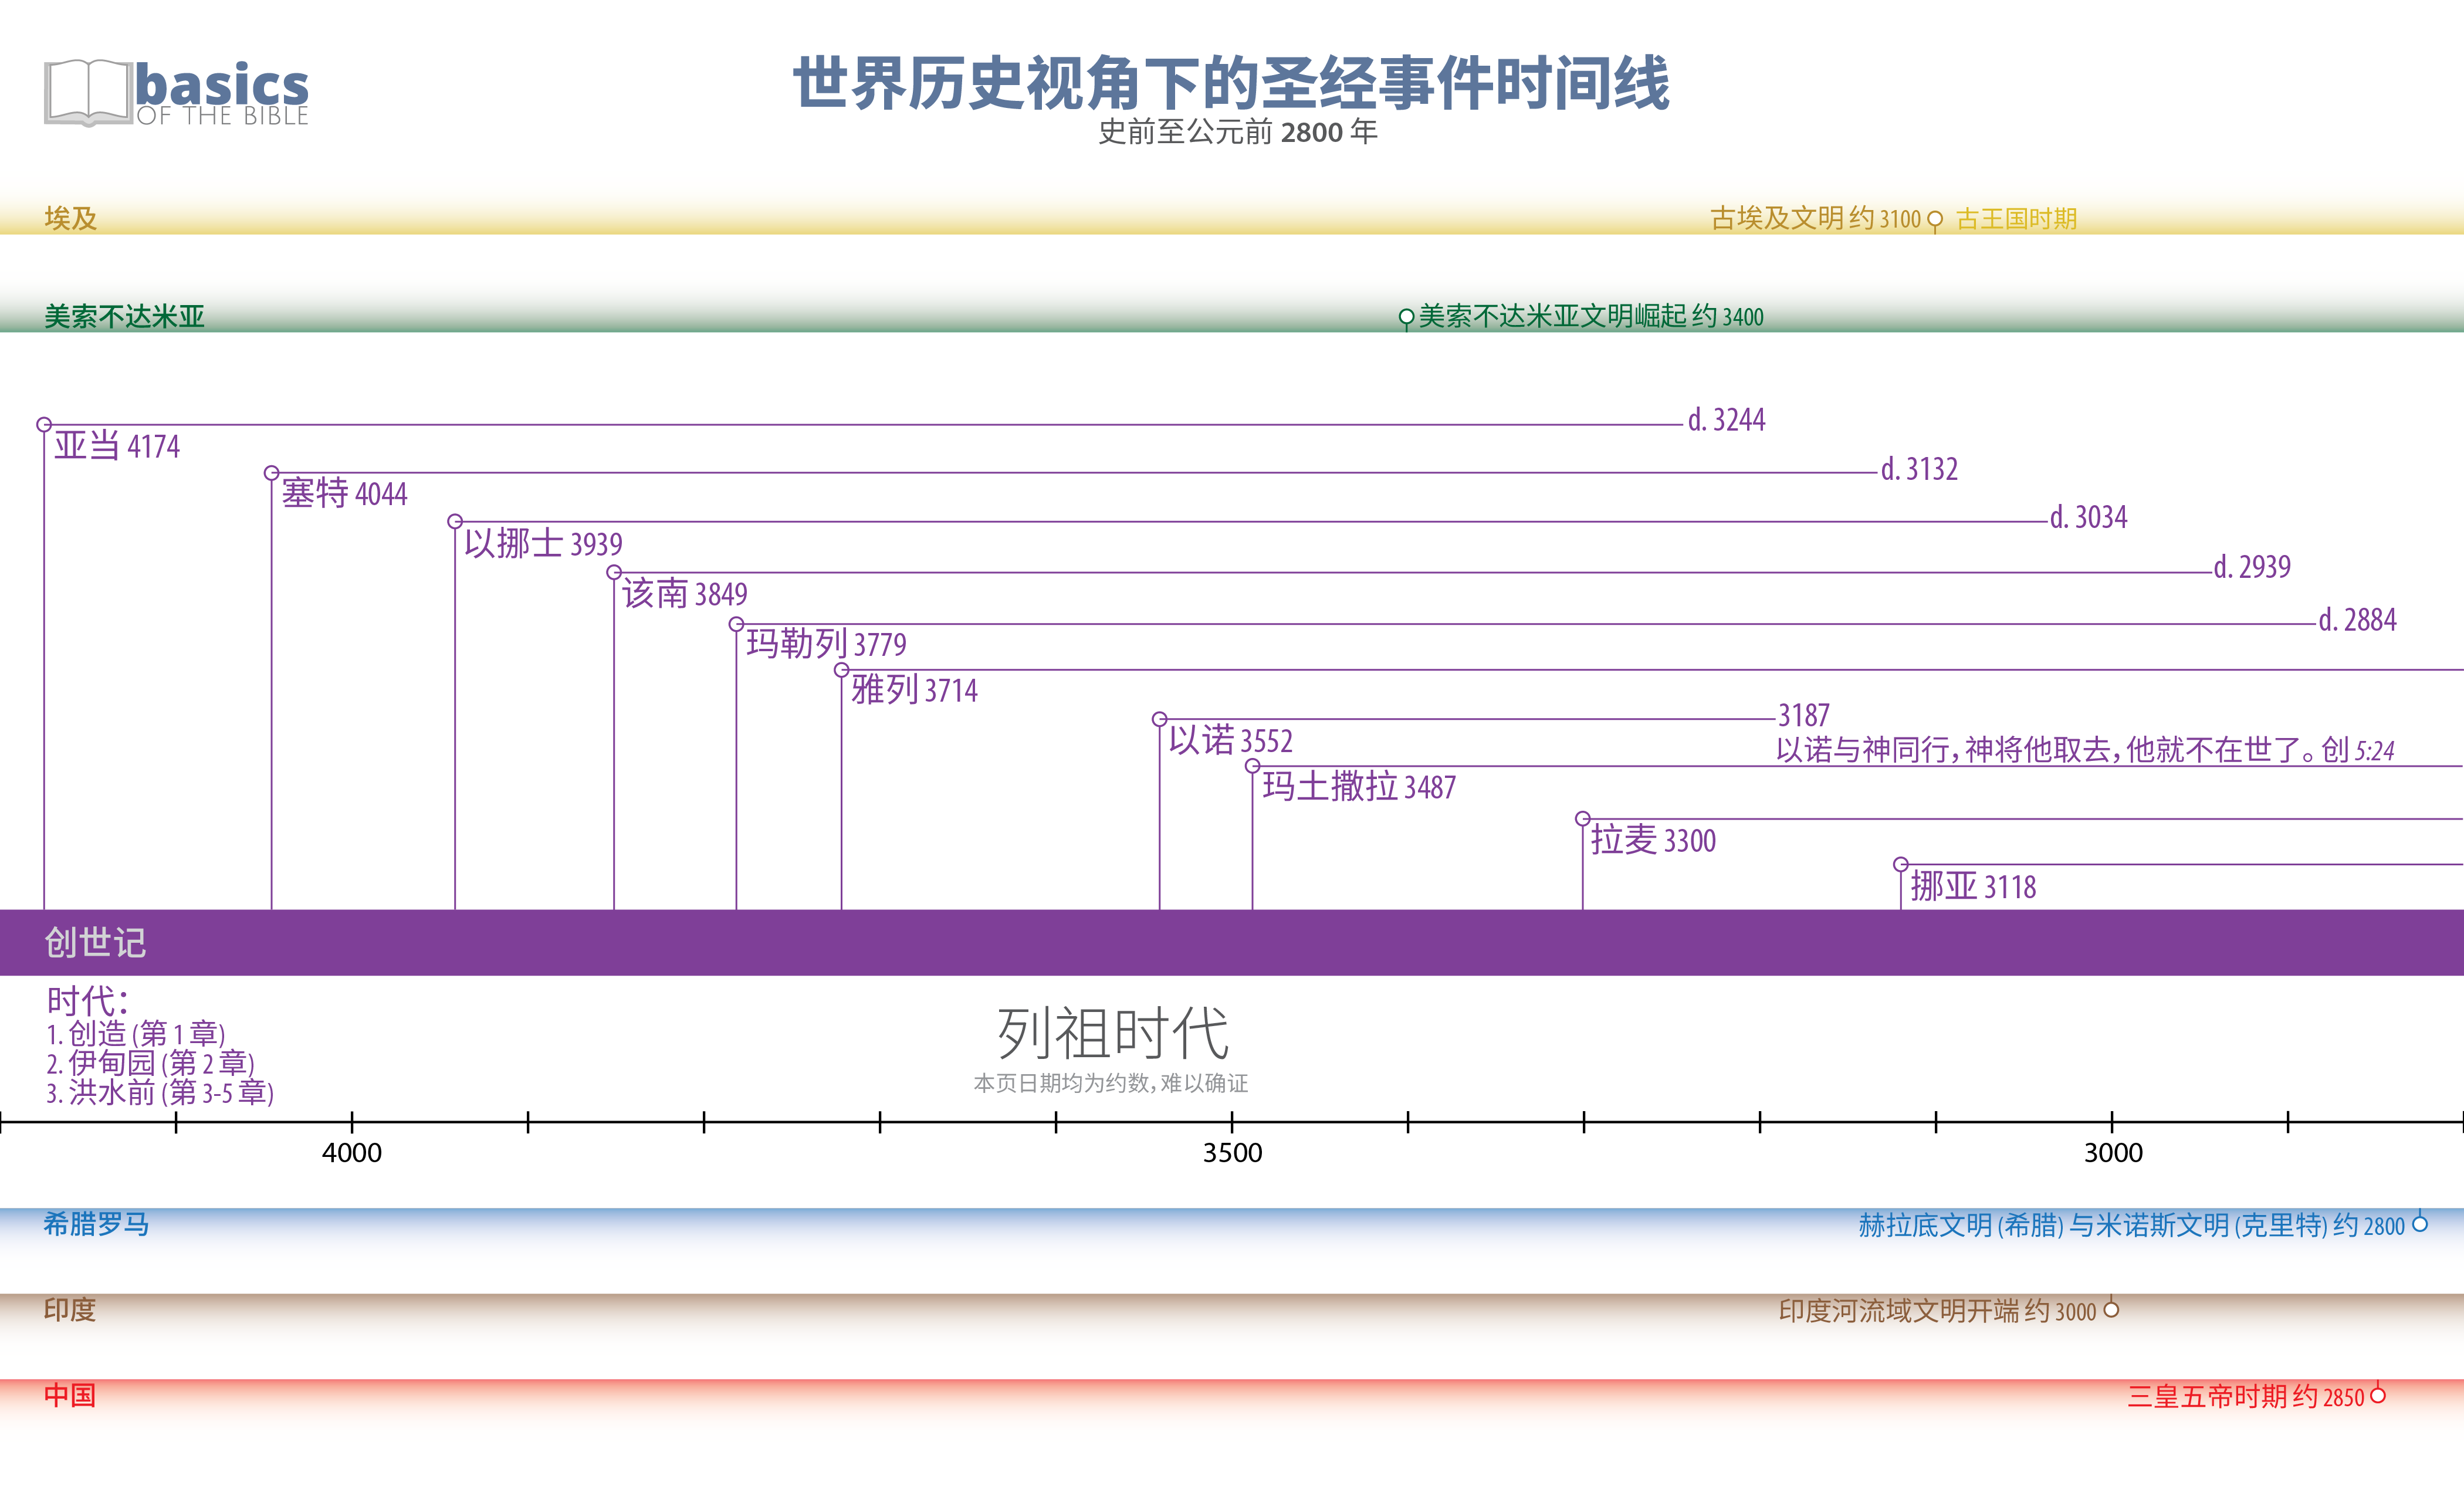 basics
OF THE BIBLE
世界历史视角下的圣经事件时间线
史前至公元前 2800 年
埃及
古埃及文明 约 3100
古王国时期
美索不达米亚
美索不达米亚文明崛起 约 3400
d. 3244
亚当 4174
d. 3132
塞特 4044
d. 3034
以挪士 3939
d. 2939
该南 3849
d. 2884
玛勒列 3779
雅列 3714
3187
以诺 3552
以诺与神同行，神将他取去，他就不在世了。创 5:24
玛土撒拉 3487
拉麦 3300
挪亚 3118
创世记
时代：
1. 创造 (第 1 章)
2. 伊甸园 (第 2 章)
3. 洪水前 (第 3-5 章)
列祖时代
本页日期均为约数，难以确证
4000
3500
3000
希腊罗马
赫拉底文明 (希腊) 与米诺斯文明 (克里特) 约 2800
印度
印度河流域文明开端 约 3000
中国
三皇五帝时期 约 2850